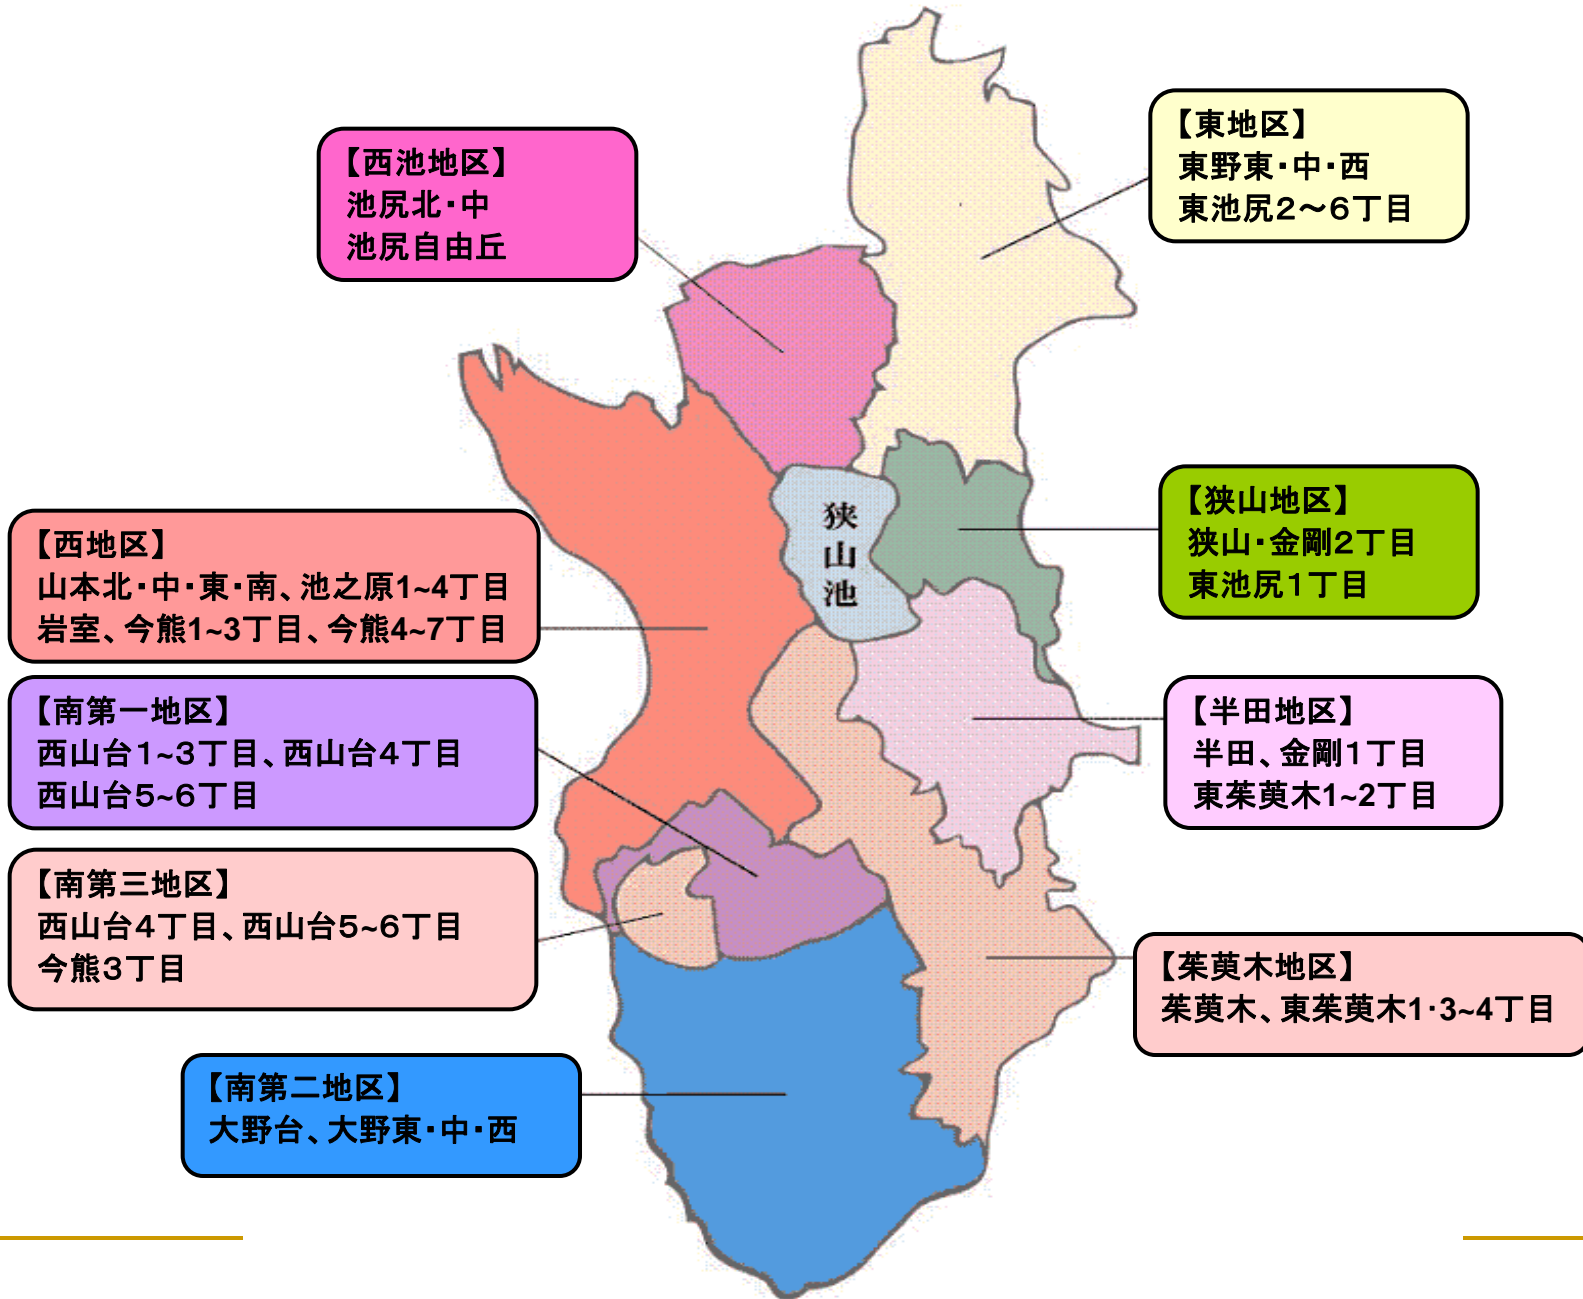 【西池地区】
池尻北・中
池尻自由丘
【東地区】
東野東・中・西
東池尻2～6丁目
狭山池
【狭山地区】
狭山・金剛2丁目
東池尻1丁目
【西地区】
山本北・中・東・南、池之原1~4丁目
岩室、今熊1~3丁目、今熊4~7丁目
【南第一地区】
西山台1~3丁目、西山台4丁目
西山台5~6丁目
【半田地区】
半田、金剛1丁目
東茱萸木1~2丁目
【南第三地区】
西山台4丁目、西山台5~6丁目
今熊3丁目
【茱萸木地区】
茱萸木、東茱萸木1・3~4丁目
【南第二地区】
大野台、大野東・中・西